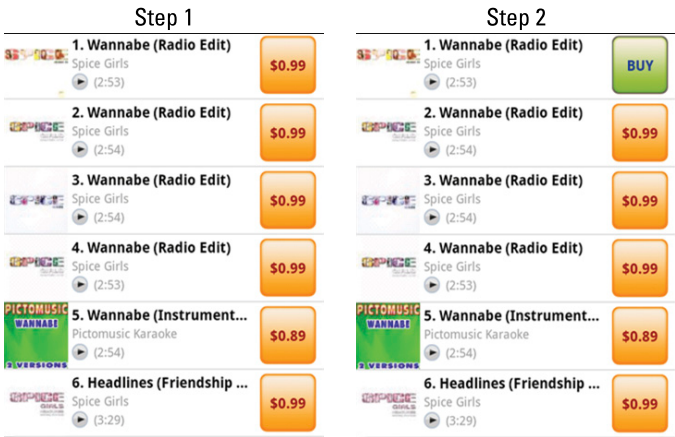 Step 1
1. Wannabe (Radio Edit)
Spice Girls
(2:53)
$0.99
2. Wannabe (Radio Edit)
Spice Girls
(2:54)
$0.99
3. Wannabe (Radio Edit)
Spice Girls
(2:54)
$0.99
4. Wannabe (Radio Edit)
Spice Girls
(2:53)
$0.99
PICTOMUSIC
WANNABE
2 VERSIONS
5. Wannabe (Instrument...
Pictomusic Karaoke
(2:54)
$0.89
6. Headlines (Friendship ...
Spice Girls
(3:29)
$0.99
Step 2
1. Wannabe (Radio Edit)
Spice Girls
(2:53)
BUY
2. Wannabe (Radio Edit)
Spice Girls
(2:54)
$0.99
3. Wannabe (Radio Edit)
Spice Girls
(2:54)
$0.99
4. Wannabe (Radio Edit)
Spice Girls
(2:53)
$0.99
PICTOMUSIC
WANNABE
2 VERSIONS
5. Wannabe (Instrument...
Pictomusic Karaoke
(2:54)
$0.89
6. Headlines (Friendship ...
Spice Girls
(3:29)
$0.99